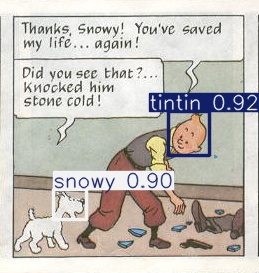 Thanks, Snowy! You've saved
my life... again!
Did you see that?...
Knocked him
stone cold!
tintin 0.92
snowy 0.90